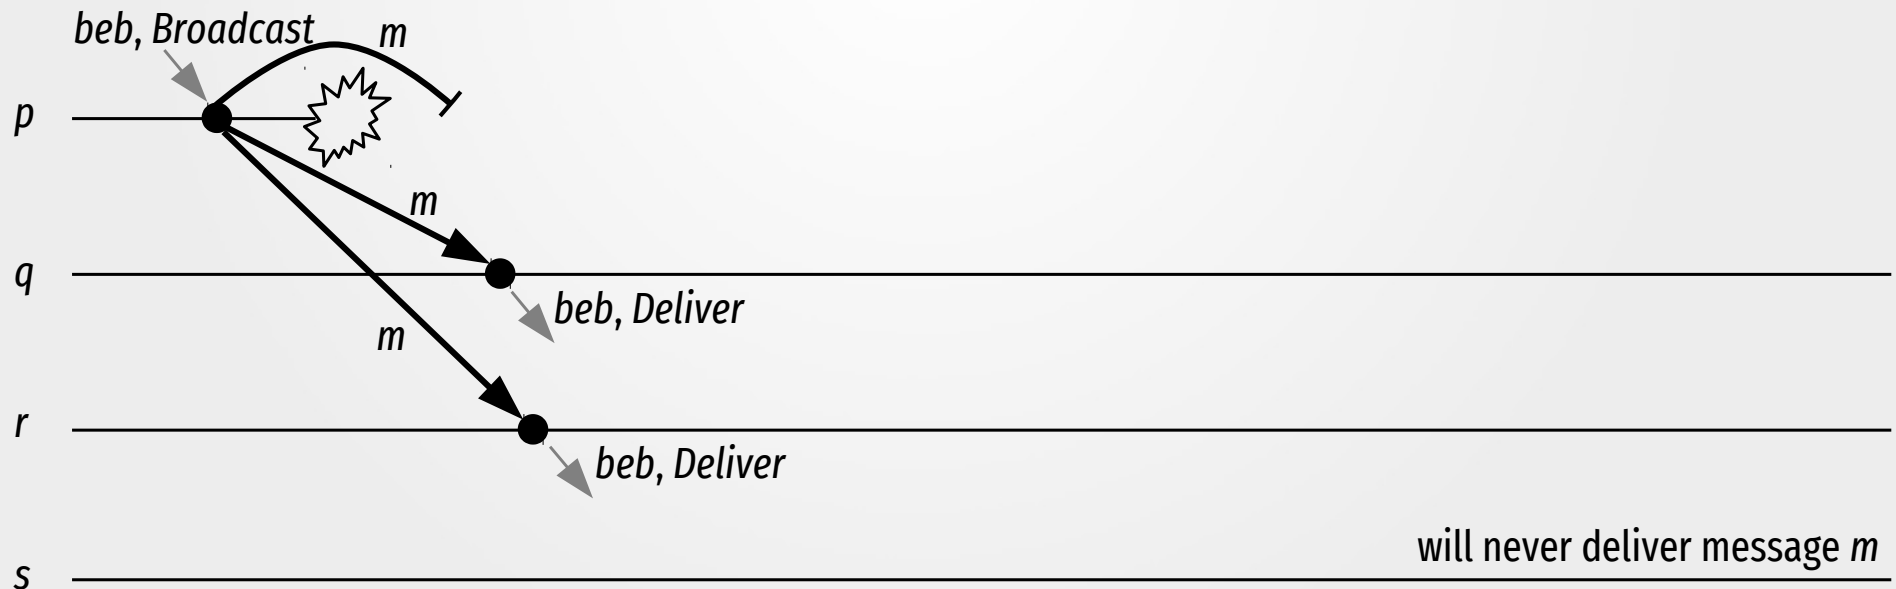 beb, Broadcast
m
p
m
q
beb, Deliver
m
r
beb, Deliver
will never deliver message m
s